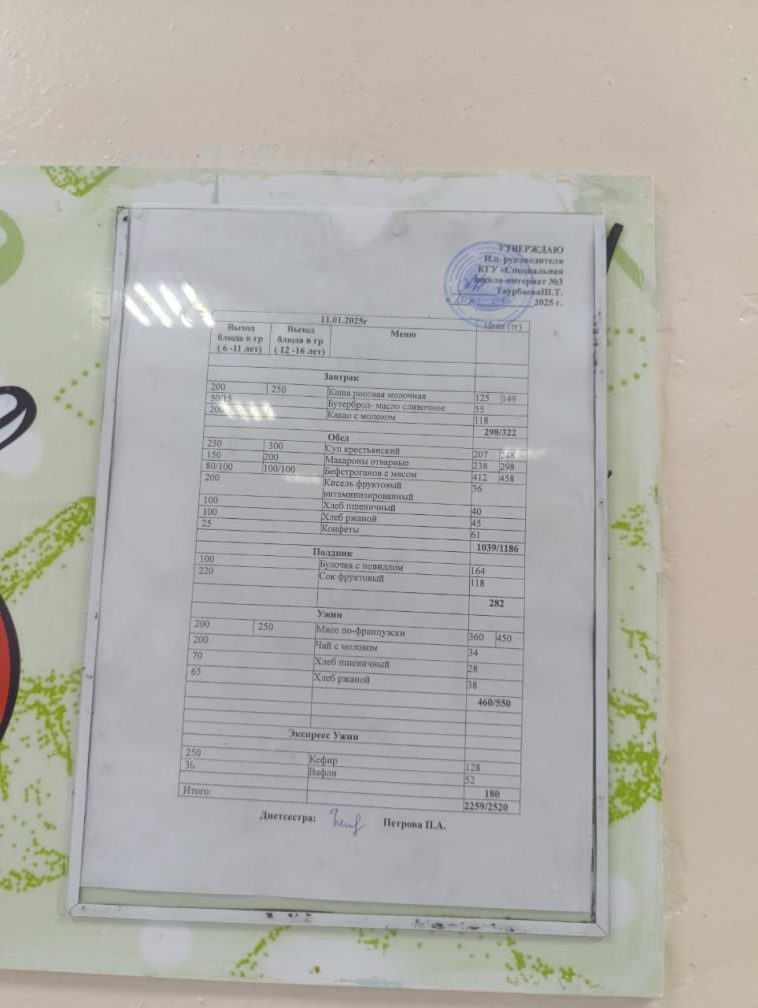 УТВЕРЖДАЮ
И.о. руководителя
КГУ «Специальная
школа-интернат №3
ТаурбаеваШ.Т.
2025 г.
11.01.2025г
Выход блюда в гр ( 6 -11 лет) Выход блюда в гр ( 12 -16 лет) Меню Цена (тг)
Завтрак
200 250 Каша рисовая молочная 125 149
50/15 Бутерброд- масло сливочное 55
200 Какао с молоком 118
298/322
Обед
250 300 Суп крестьянский 207 248
150 200 Макароны отварные 238 298
80/100 100/100 Бефстроганов с мясом 412 458
200 Кисель фруктовый витаминизированный 36
100 Хлеб пшеничный 40
100 Хлеб ржаной 45
25 Конфеты 61
1039/1186
Полдник
100 Булочка с повидлом 164
220 Сок фруктовый 118
282
Ужин
200 250 Мясо по-французски 360 450
200 Чай с молоком 34
70 Хлеб пшеничный 28
65 Хлеб ржаной 38
460/550
Экспресс Ужин
250 Кефир 128
36 Вафли 52
180
Итого: 2259/2520
Диетсестра: Петрова П.А.